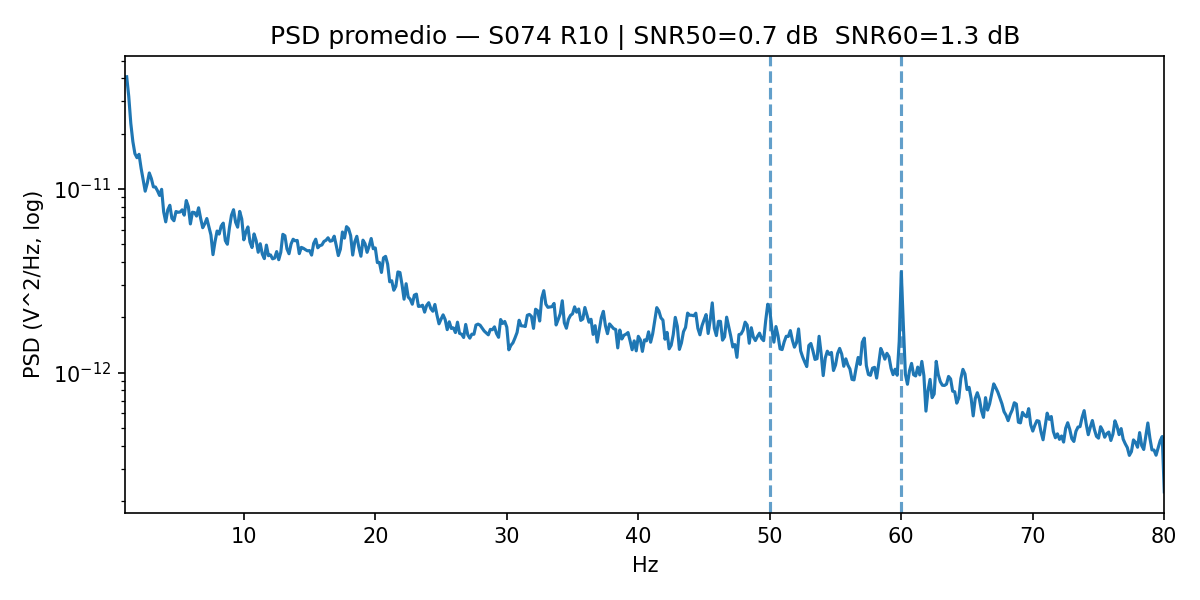 PSD promedio — S074 R10 | SNR50=0.7 dB  SNR60=1.3 dB
PSD (V^2/Hz, log)
10⁻¹¹
10⁻¹²
10 20 30 40 50 60 70 80
Hz